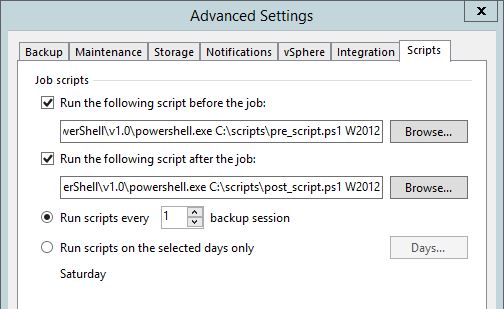 Advanced Settings
x
Backup Maintenance Storage Notifications vSphere Integration Scripts
Job scripts
Run the following script before the job:
werShell\v1.0\powershell.exe C:\scripts\pre_script.ps1 W2012 Browse...
Run the following script after the job:
erShell\v1.0\powershell.exe C:\scripts\post_script.ps1 W2012 Browse...
Run scripts every 1 backup session
Run scripts on the selected days only Days...
Saturday